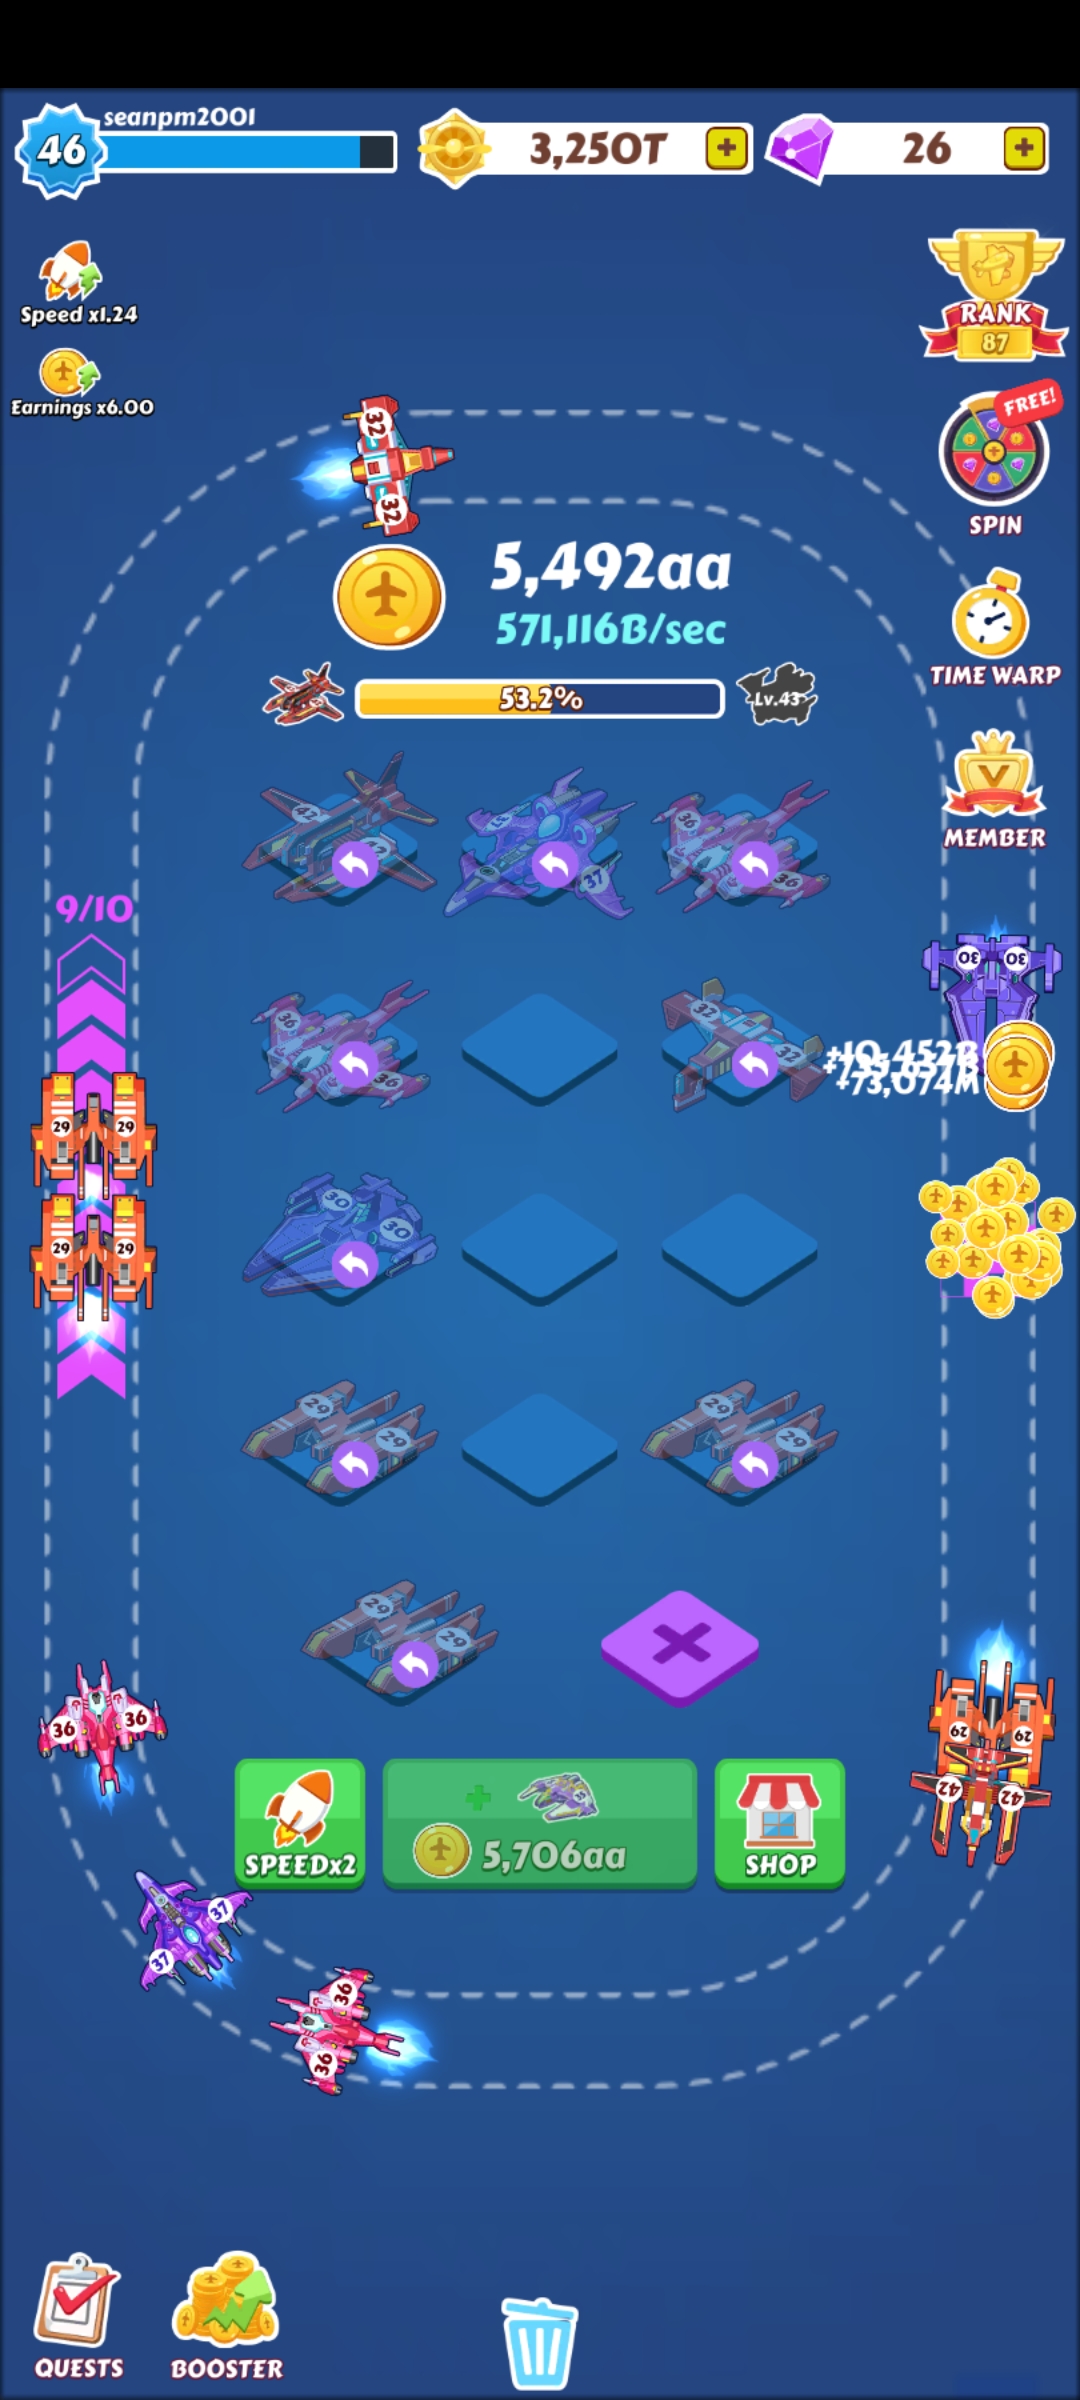 seanpm2001
46
3,250T
26
Speed x1.24
Earnings x6.00
RANK
87
FREE!
SPIN
TIME WARP
MEMBER
32
32
5,492aa
571,116B/sec
53.2%
Lv.43
42
42
37
37
36
36
9/10
36
36
32
32
30
30
+10,452B
+73,074M
29
29
29
29
30
30
29
29
29
29
29
29
36
36
29
29
42
42
SPEEDx2
5,706aa
SHOP
37
37
36
36
QUESTS
BOOSTER